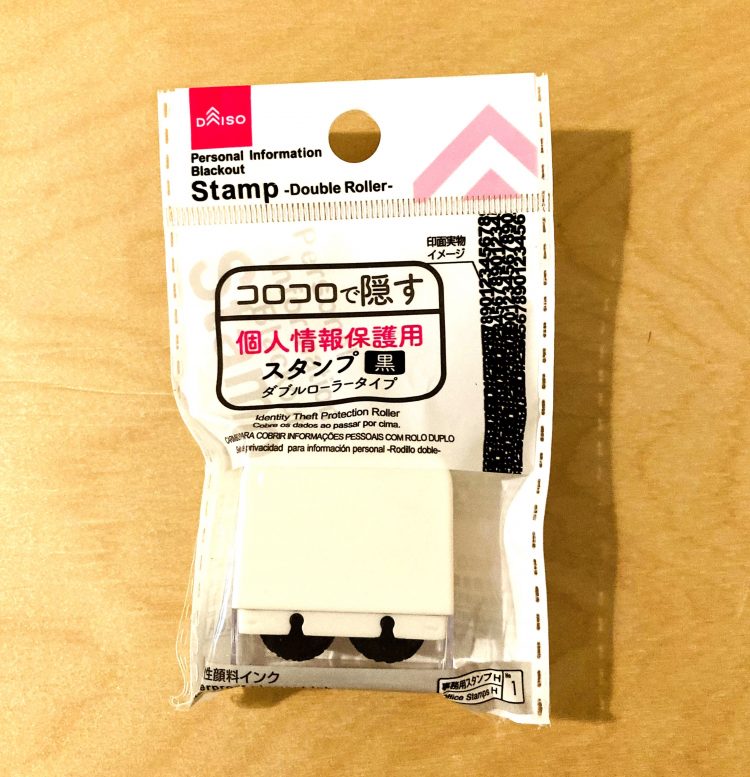 DAISO
Personal Information
Blackout
Stamp -Double Roller-
印面実物
イメージ
コロコロで隠す
個人情報保護用
スタンプ 黒
ダブルローラータイプ
Identity Theft Protection Roller
Cobre os dados ao passar por cima.
PARA COBRIR INFORMAÇÕES PESSOAIS COM ROLO DUPLO
privacidad para información personal -Rodillo doble-
性顔料インク
事務用スタンプH
Office Stamps H
No
1